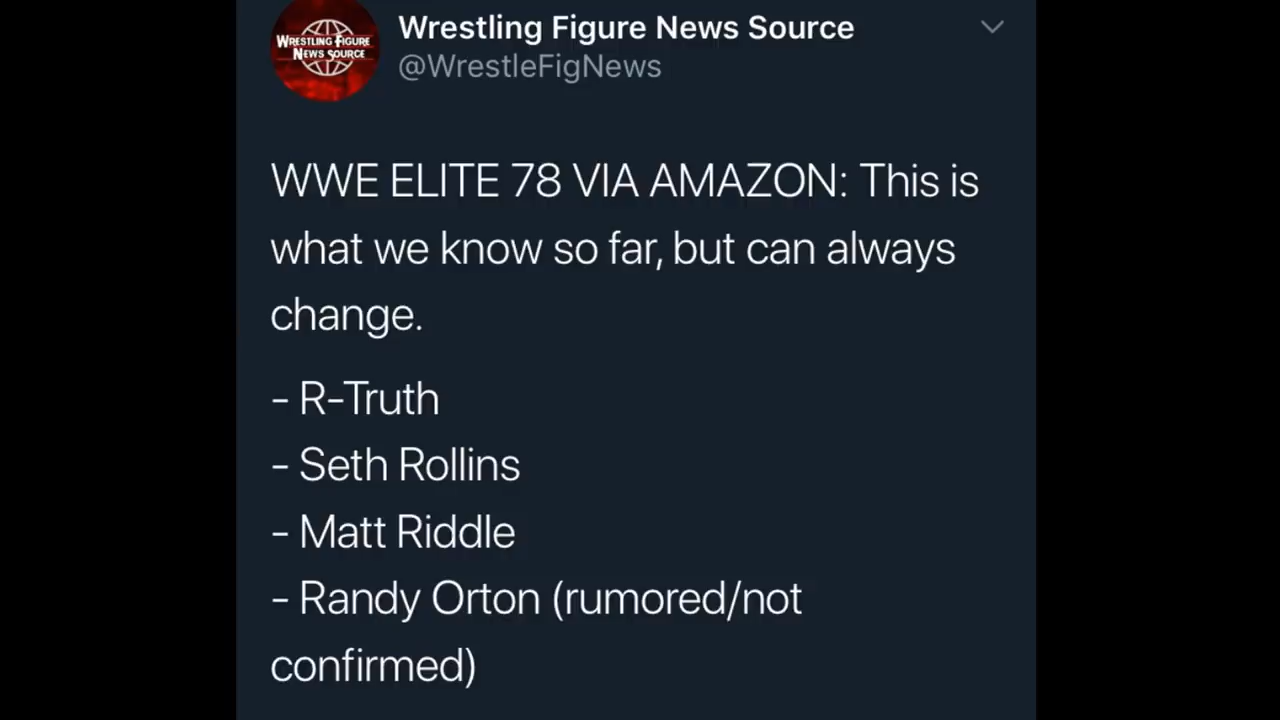 WRESTLING FIGURE
NEWS SOURCE
Wrestling Figure News Source
@WrestleFigNews
WWE ELITE 78 VIA AMAZON: This is
what we know so far, but can always
change.
- R-Truth
- Seth Rollins
- Matt Riddle
- Randy Orton (rumored/not
confirmed)